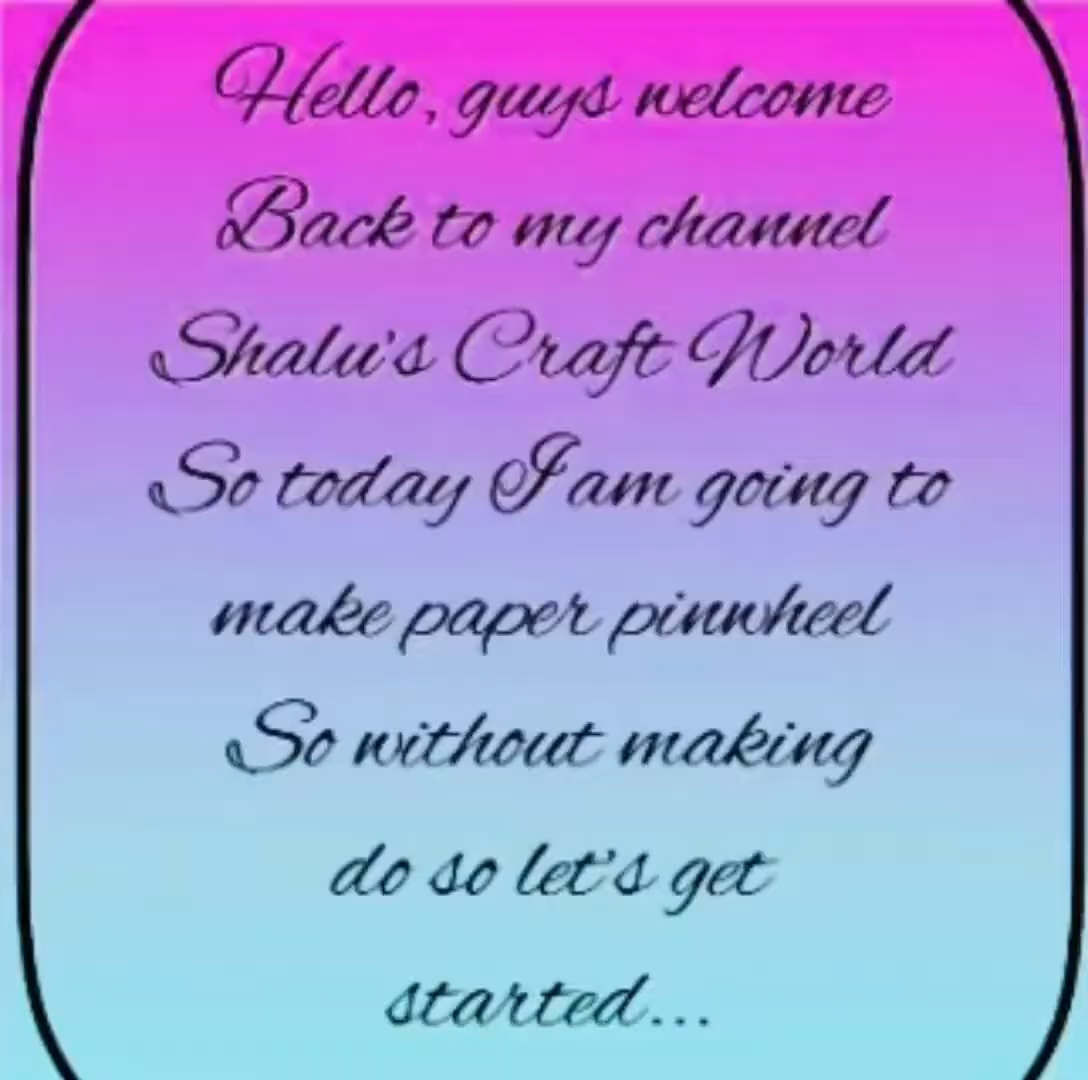 Hello, guys welcome
Back to my channel
Shalu's Craft World
So today I am going to
make paper pinwheel
So without making
do so let's get
started...